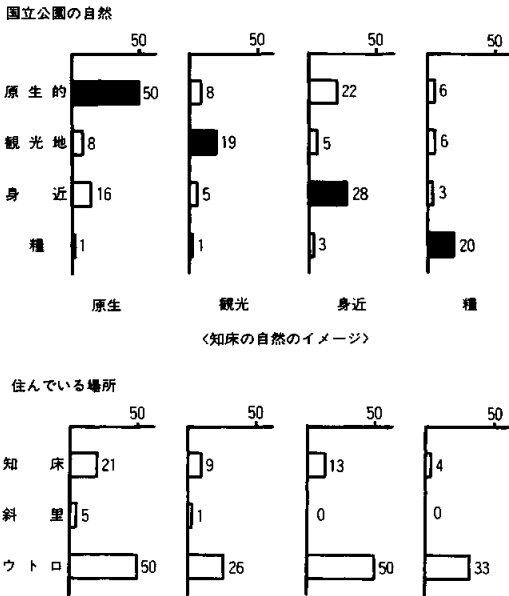 国立公園の自然
50 50 50 50
原生的 50 8 22 6
観光地 8 19 5 6
身近 16 5 28 3
糧 1 1 3 20
原生 観光 身近 糧
<知床の自然のイメージ>
住んでいる場所
50 50 50 50
知床 21 9 13 4
斜里 5 1 0 0
ウトロ 50 26 50 33